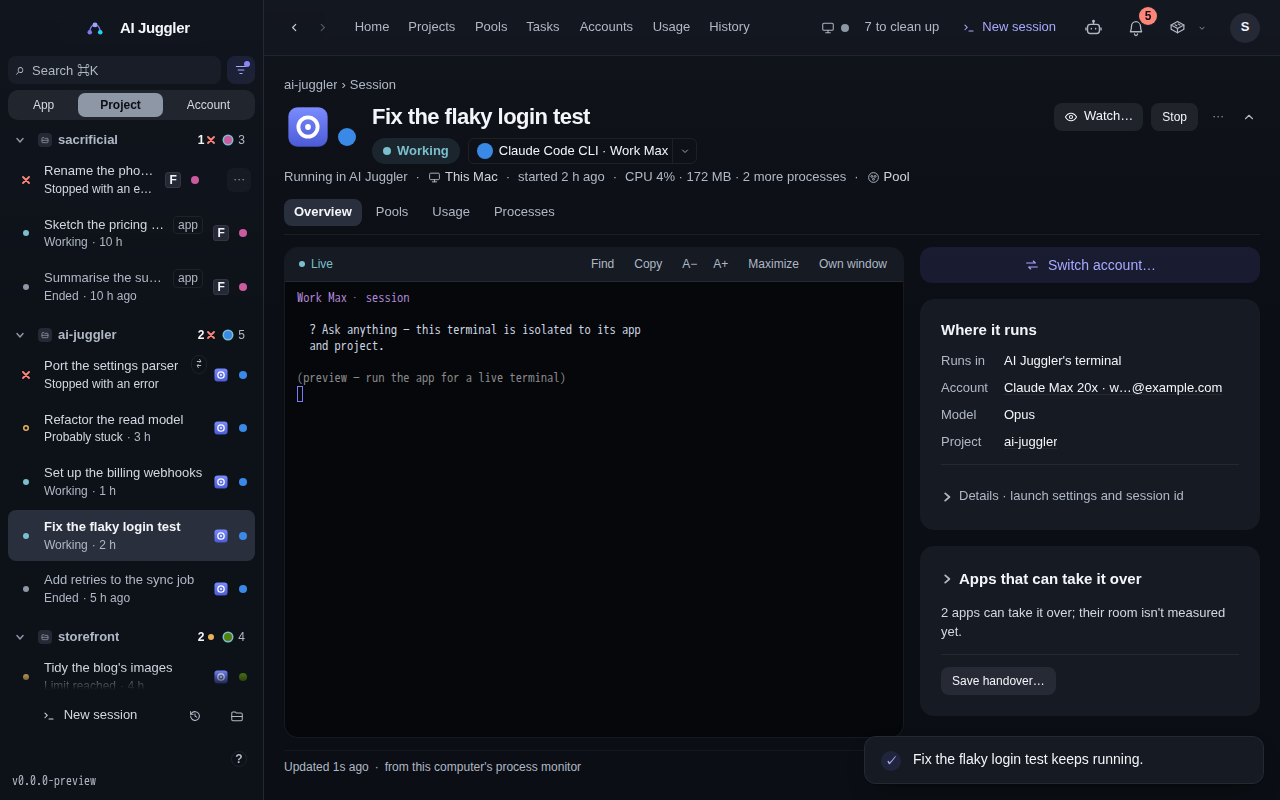 AI Juggler
Home Projects Pools Tasks Accounts Usage History 7 to clean up New session 5 S
Search ⌘K
App Project Account
sacrificial 1 3
Rename the pho…
Stopped with an e… F
Sketch the pricing … app
Working · 10 h F
Summarise the su… app
Ended · 10 h ago F
ai-juggler 2 5
Port the settings parser
Stopped with an error
Refactor the read model
Probably stuck · 3 h
Set up the billing webhooks
Working · 1 h
Fix the flaky login test
Working · 2 h
Add retries to the sync job
Ended · 5 h ago
storefront 2 4
Tidy the blog's images
Limit reached · 4 h
New session
?
v0.0.0-preview
ai-juggler › Session
Fix the flaky login test
Watch… Stop
Working Claude Code CLI · Work Max
Running in AI Juggler · This Mac · started 2 h ago · CPU 4% · 172 MB · 2 more processes · Pool
Overview Pools Usage Processes
Live Find Copy A− A+ Maximize Own window
Work Max · session
? Ask anything — this terminal is isolated to its app
and project.
(preview — run the app for a live terminal)
Updated 1s ago · from this computer's process monitor
Switch account…
Where it runs
Runs in AI Juggler's terminal
Account Claude Max 20x · w…@example.com
Model Opus
Project ai-juggler
Details · launch settings and session id
Apps that can take it over
2 apps can take it over; their room isn't measured
yet.
Save handover…
Fix the flaky login test keeps running.